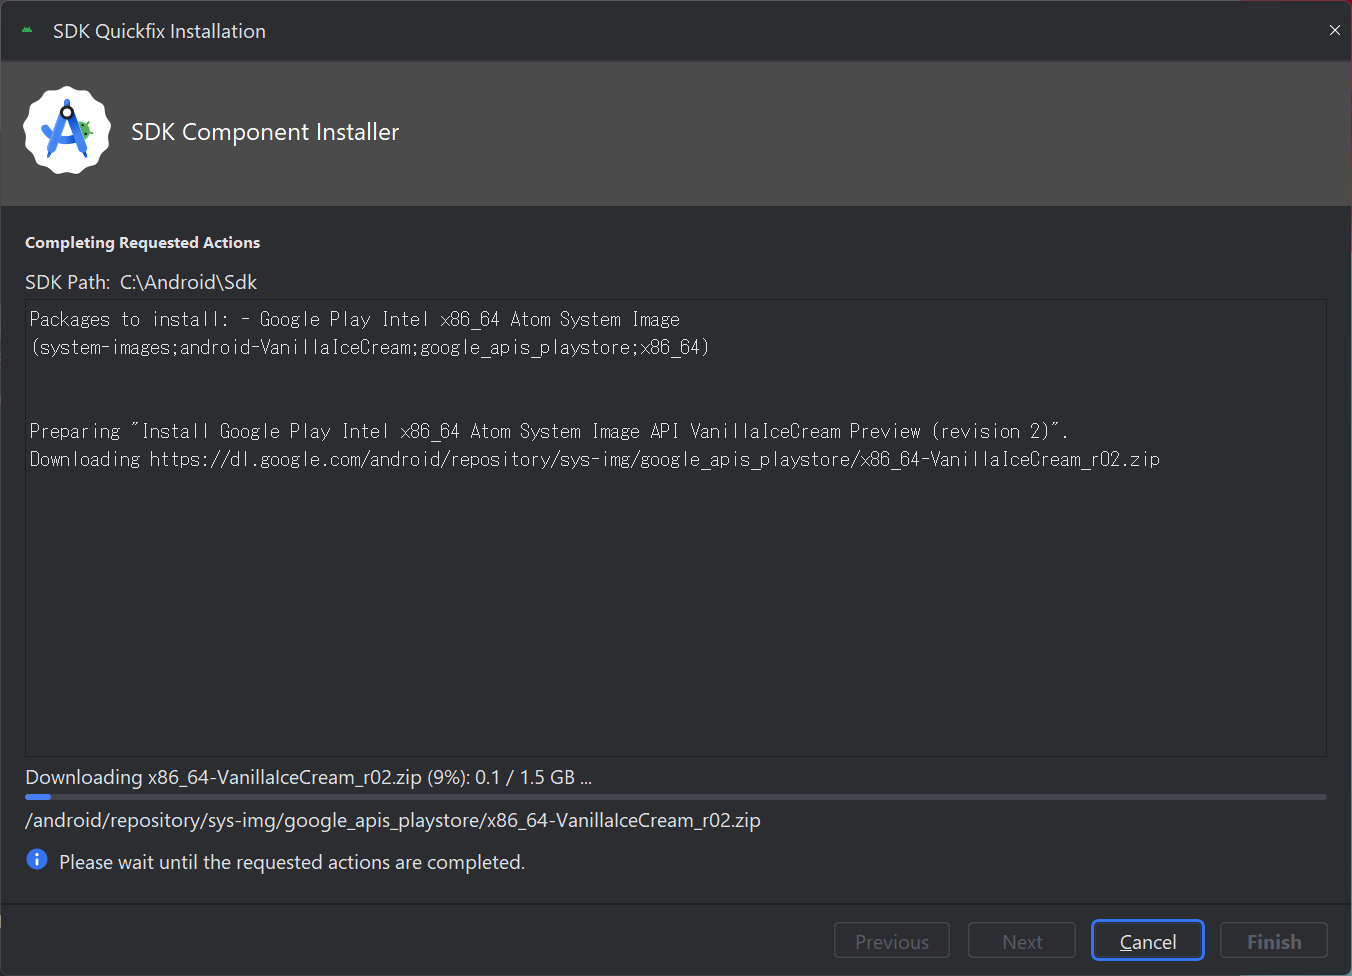 SDK Quickfix Installation
SDK Component Installer
Completing Requested Actions
SDK Path: C:\Android\Sdk
Packages to install: - Google Play Intel x86_64 Atom System Image
(system-images;android-VanillaIceCream;google_apis_playstore;x86_64)
Preparing "Install Google Play Intel x86_64 Atom System Image API VanillaIceCream Preview (revision 2)".
Downloading https://dl.google.com/android/repository/sys-img/google_apis_playstore/x86_64-VanillaIceCream_r02.zip
Downloading x86_64-VanillaIceCream_r02.zip (9%): 0.1 / 1.5 GB ...
/android/repository/sys-img/google_apis_playstore/x86_64-VanillaIceCream_r02.zip
Please wait until the requested actions are completed.
Previous Next Cancel Finish